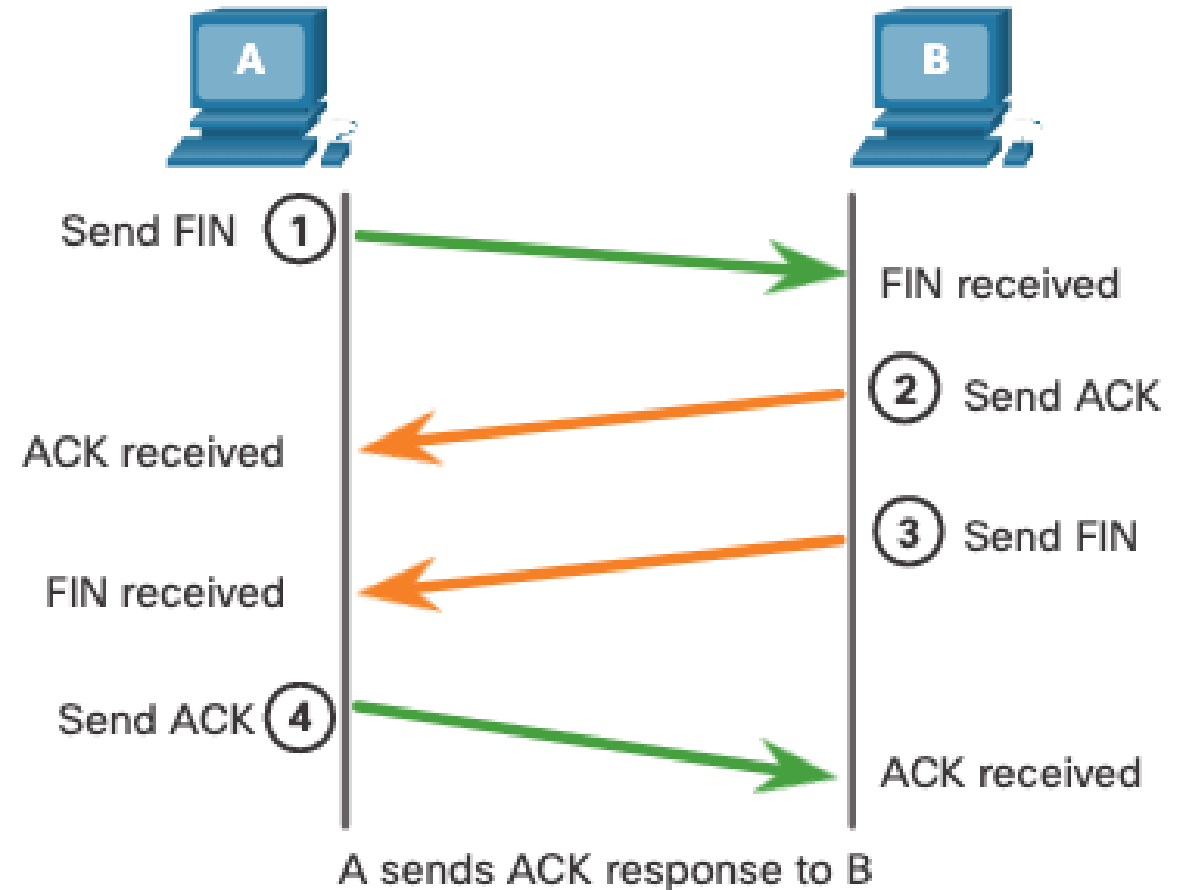 A
B
Send FIN 1
FIN received
2 Send ACK
ACK received
3 Send FIN
FIN received
Send ACK 4
ACK received
A sends ACK response to B